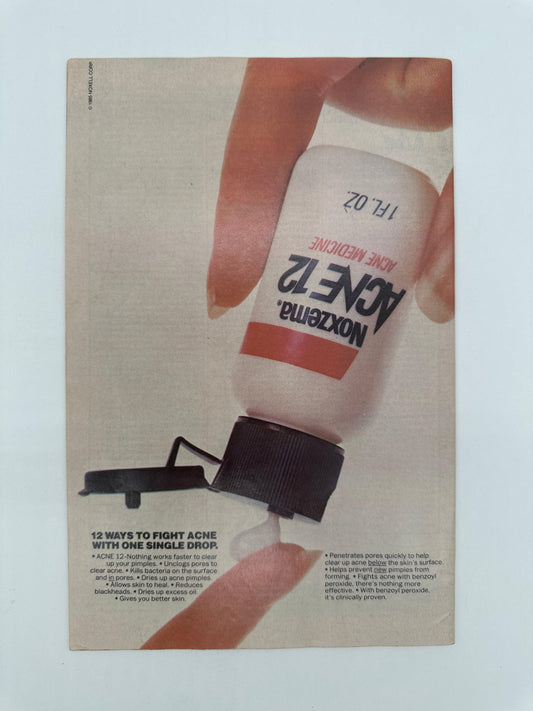 © 1985 NOXELL CORP.
1 FL. OZ.
ACNE MEDICINE
ACNE 12
Noxzema®
12 WAYS TO FIGHT ACNE
WITH ONE SINGLE DROP.
• ACNE 12-Nothing works faster to clear
up your pimples. • Unclogs pores to
clear acne. • Kills bacteria on the surface
and in pores. • Dries up acne pimples.
• Allows skin to heal. • Reduces
blackheads. • Dries up excess oil.
• Gives you better skin.
• Penetrates pores quickly to help
clear up acne below the skin's surface.
• Helps prevent new pimples from
forming. • Fights acne with benzoyl
peroxide, there's nothing more
effective. • With benzoyl peroxide,
it's clinically proven.